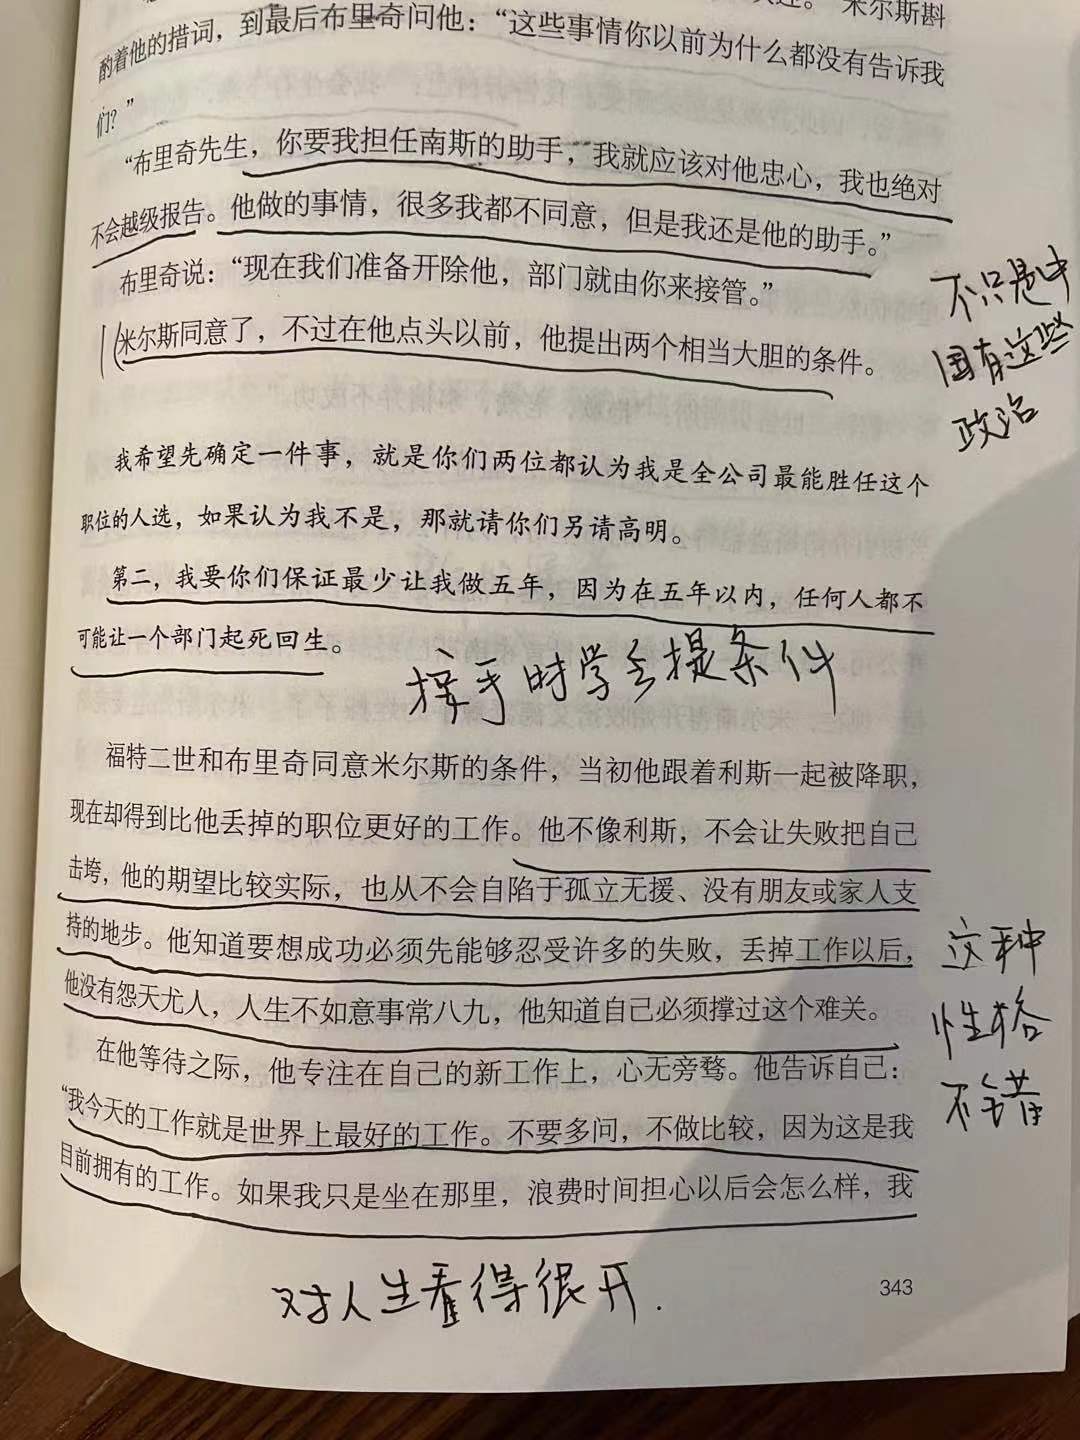 米尔斯斟
酌着他的措词，到最后布里奇问他：“这些事情你以前为什么都没有告诉我
们？”
“布里奇先生，你要我担任南斯的助手，我就应该对他忠心，我也绝对
不会越级报告。他做的事情，很多我都不同意，但是我还是他的助手。”
布里奇说：“现在我们准备开除他，部门就由你来接管。”
米尔斯同意了，不过在他点头以前，他提出两个相当大胆的条件。
不只是中
国有这些
政治
我希望先确定一件事，就是你们两位都认为我是全公司最能胜任这个
职位的人选，如果认为我不是，那就请你们另请高明。
第二，我要你们保证最少让我做五年，因为在五年以内，任何人都不
可能让一个部门起死回生。
接手时学会提条件
福特二世和布里奇同意米尔斯的条件，当初他跟着利斯一起被降职，
现在却得到比他丢掉的职位更好的工作。他不像利斯，不会让失败把自己
击垮，他的期望比较实际，也从不会自陷于孤立无援、没有朋友或家人支
持的地步。他知道要想成功必须先能够忍受许多的失败，丢掉工作以后，
他没有怨天尤人，人生不如意事常八九，他知道自己必须撑过这个难关。
这种
性格
不错
在他等待之际，他专注在自己的新工作上，心无旁骛。他告诉自己：
“我今天的工作就是世界上最好的工作。不要多问，不做比较，因为这是我
目前拥有的工作。如果我只是坐在那里，浪费时间担心以后会怎么样，我
对人生看得很开.
343